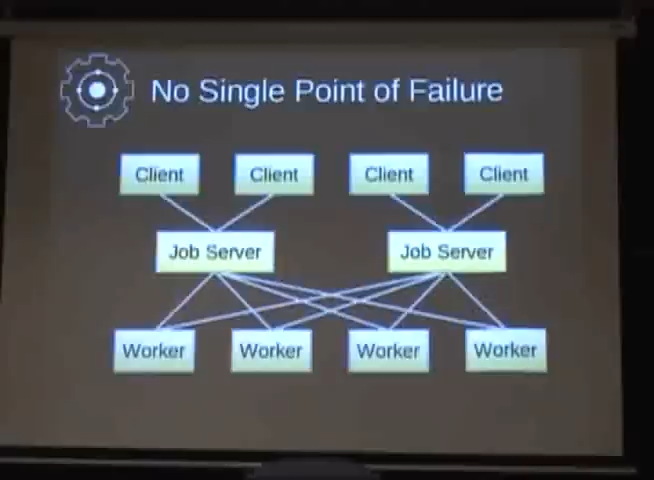 No Single Point of Failure
Client Client Client Client
Job Server Job Server
Worker Worker Worker Worker